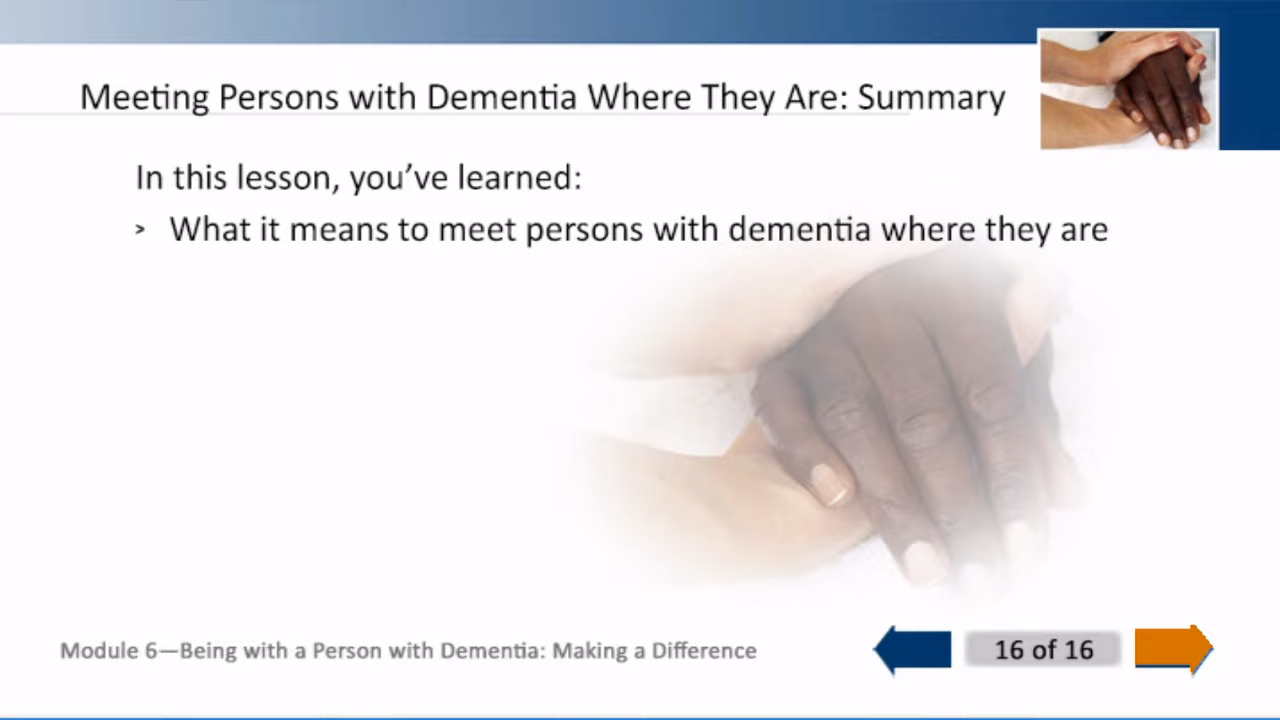 Meeting Persons with Dementia Where They Are: Summary
In this lesson, you’ve learned:
> What it means to meet persons with dementia where they are
Module 6—Being with a Person with Dementia: Making a Difference
16 of 16